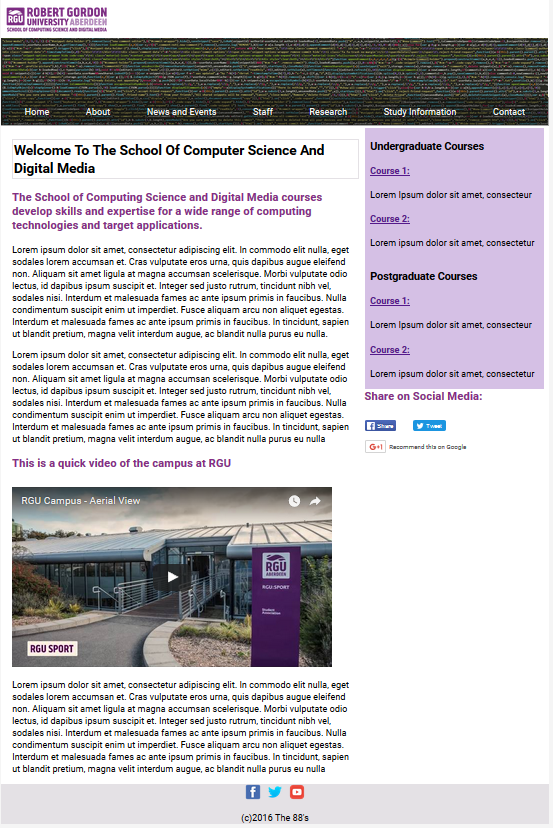 RGU ROBERT GORDON
UNIVERSITY ABERDEEN
SCHOOL OF COMPUTING SCIENCE AND DIGITAL MEDIA
Home About News and Events Staff Research Study Information Contact
Welcome To The School Of Computer Science And
Digital Media
The School of Computing Science and Digital Media courses
develop skills and expertise for a wide range of computing
technologies and target applications.
Lorem ipsum dolor sit amet, consectetur adipiscing elit. In commodo elit nulla, eget
sodales lorem accumsan et. Cras vulputate eros urna, quis dapibus augue eleifend
non. Aliquam sit amet ligula at magna accumsan scelerisque. Morbi vulputate odio
lectus, id dapibus ipsum suscipit et. Integer sed justo rutrum, tincidunt nibh vel,
sodales nisi. Interdum et malesuada fames ac ante ipsum primis in faucibus. Nulla
condimentum suscipit enim ut imperdiet. Fusce aliquam arcu non aliquet egestas.
Interdum et malesuada fames ac ante ipsum primis in faucibus. In tincidunt, sapien
ut blandit pretium, magna velit interdum augue, ac blandit nulla purus eu nulla.
Lorem ipsum dolor sit amet, consectetur adipiscing elit. In commodo elit nulla, eget
sodales lorem accumsan et. Cras vulputate eros urna, quis dapibus augue eleifend
non. Aliquam sit amet ligula at magna accumsan scelerisque. Morbi vulputate odio
lectus, id dapibus ipsum suscipit et. Integer sed justo rutrum, tincidunt nibh vel,
sodales nisi. Interdum et malesuada fames ac ante ipsum primis in faucibus. Nulla
condimentum suscipit enim ut imperdiet. Fusce aliquam arcu non aliquet egestas.
Interdum et malesuada fames ac ante ipsum primis in faucibus. In tincidunt, sapien
ut blandit pretium, magna velit interdum augue, ac blandit nulla purus eu nulla
This is a quick video of the campus at RGU
RGU Campus - Aerial View
RGU
ABERDEEN
RGU:SPORT
Student
Association
RGU SPORT
Lorem ipsum dolor sit amet, consectetur adipiscing elit. In commodo elit nulla, eget
sodales lorem accumsan et. Cras vulputate eros urna, quis dapibus augue eleifend
non. Aliquam sit amet ligula at magna accumsan scelerisque. Morbi vulputate odio
lectus, id dapibus ipsum suscipit et. Integer sed justo rutrum, tincidunt nibh vel,
sodales nisi. Interdum et malesuada fames ac ante ipsum primis in faucibus. Nulla
condimentum suscipit enim ut imperdiet. Fusce aliquam arcu non aliquet egestas.
Interdum et malesuada fames ac ante ipsum primis in faucibus. In tincidunt, sapien
ut blandit pretium, magna velit interdum augue, ac blandit nulla purus eu nulla
Undergraduate Courses
Course 1:
Lorem Ipsum dolor sit amet, consecteur
Course 2:
Lorem ipsum dolor sit amet, consectetur
Postgraduate Courses
Course 1:
Lorem Ipsum dolor sit amet, consecteur
Course 2:
Lorem ipsum dolor sit amet, consectetur
Share on Social Media:
Share Tweet
G+1 Recommend this on Google
(c)2016 The 88's